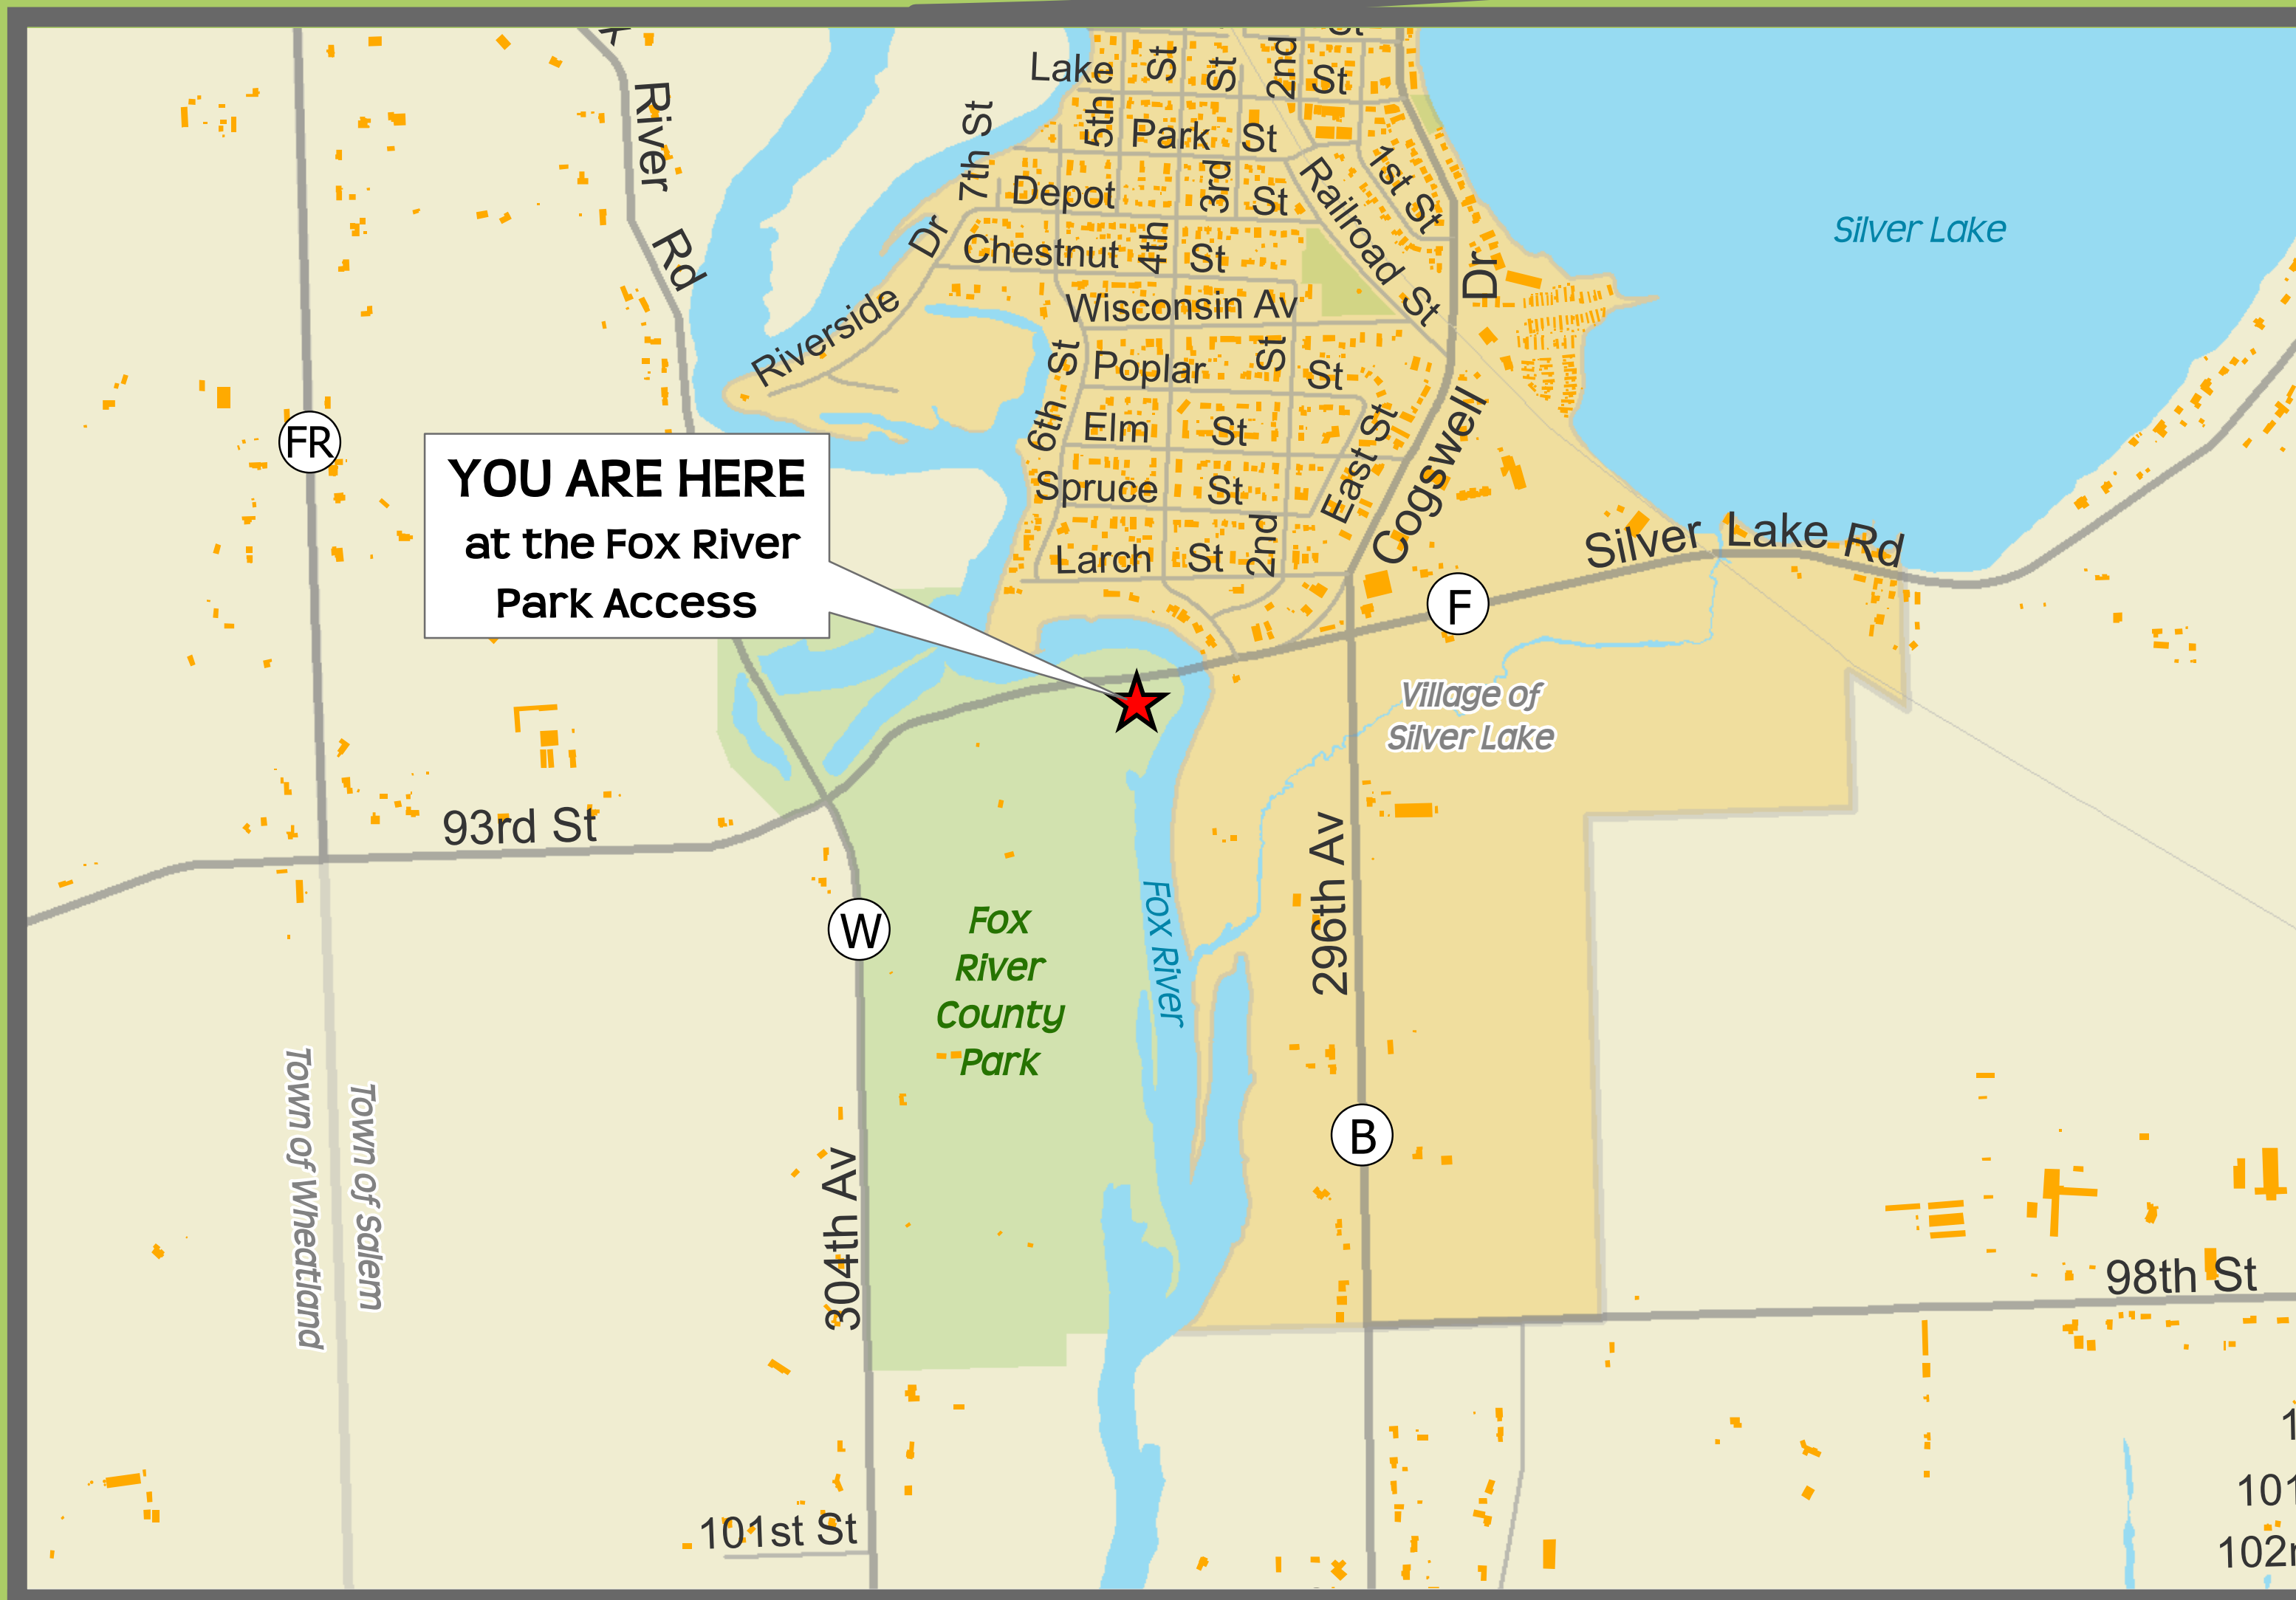 Lake
St
St
2nd
St
St
River
Rd
7th St
5th
Park
St
1st St
Depot
3rd
St
Railroad
St
Silver Lake
Dr
Chestnut
4th
St
Dr
Riverside
Wisconsin Av
St
Poplar
St
St
FR
6th
Elm
St
East St
Cogswell
YOU ARE HERE
at the Fox River
Park Access
S
Spruce
St
Larch
St
2nd
Silver Lake Rd
F
Village of
Silver Lake
93rd St
296th Av
W
Fox
River
County
Park
Fox River
Town of Wheatland
Town of Salem
B
304th Av
98th St
101st St
101